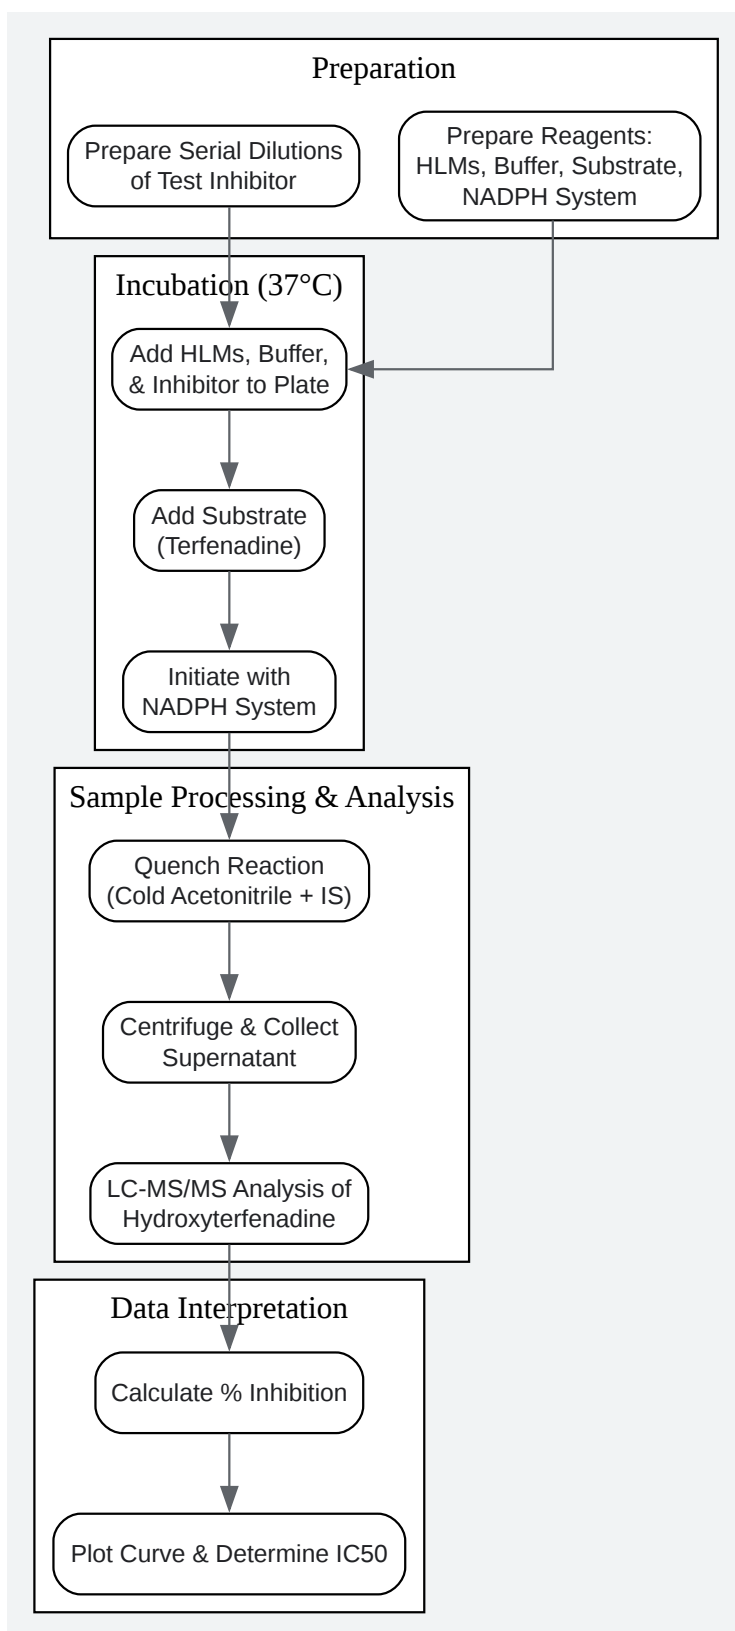 Preparation
Prepare Serial Dilutions
of Test Inhibitor
Prepare Reagents:
HLMs, Buffer, Substrate,
NADPH System
Incubation (37°C)
Add HLMs, Buffer,
& Inhibitor to Plate
Add Substrate
(Terfenadine)
Initiate with
NADPH System
Sample Processing & Analysis
Quench Reaction
(Cold Acetonitrile + IS)
Centrifuge & Collect
Supernatant
LC-MS/MS Analysis of
Hydroxyterfenadine
Data Interpretation
Calculate % Inhibition
Plot Curve & Determine IC50